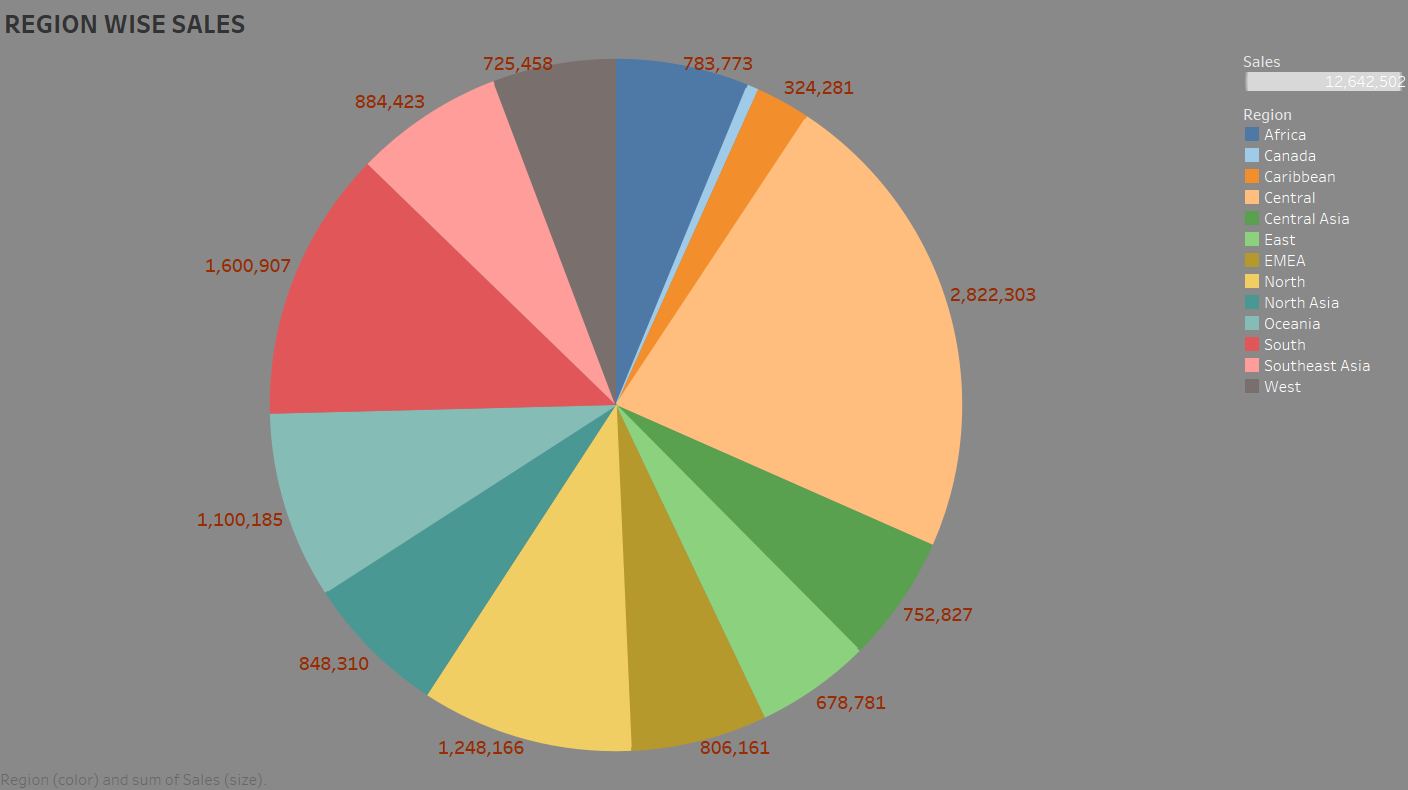 REGION WISE SALES
725,458
783,773
324,281
884,423
1,600,907
2,822,303
1,100,185
752,827
848,310
678,781
1,248,166
806,161
Sales
12,642,502
Region
Africa
Canada
Caribbean
Central
Central Asia
East
EMEA
North
North Asia
Oceania
South
Southeast Asia
West
Region (color) and sum of Sales (size).